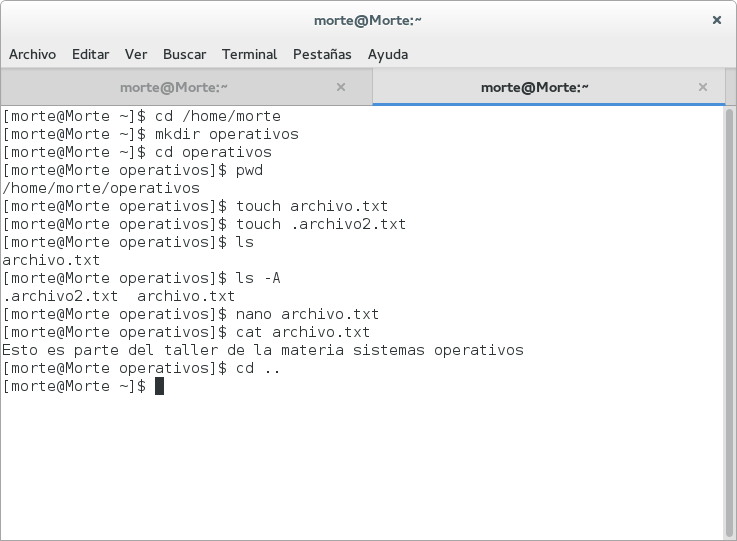 morte@Morte:~ ×
Archivo Editar Ver Buscar Terminal Pestañas Ayuda
morte@Morte:~ × morte@Morte:~ ×
[morte@Morte ~]$ cd /home/morte
[morte@Morte ~]$ mkdir operativos
[morte@Morte ~]$ cd operativos
[morte@Morte operativos]$ pwd
/home/morte/operativos
[morte@Morte operativos]$ touch archivo.txt
[morte@Morte operativos]$ touch .archivo2.txt
[morte@Morte operativos]$ ls
archivo.txt
[morte@Morte operativos]$ ls -A
.archivo2.txt  archivo.txt
[morte@Morte operativos]$ nano archivo.txt
[morte@Morte operativos]$ cat archivo.txt
Esto es parte del taller de la materia sistemas operativos
[morte@Morte operativos]$ cd ..
[morte@Morte ~]$